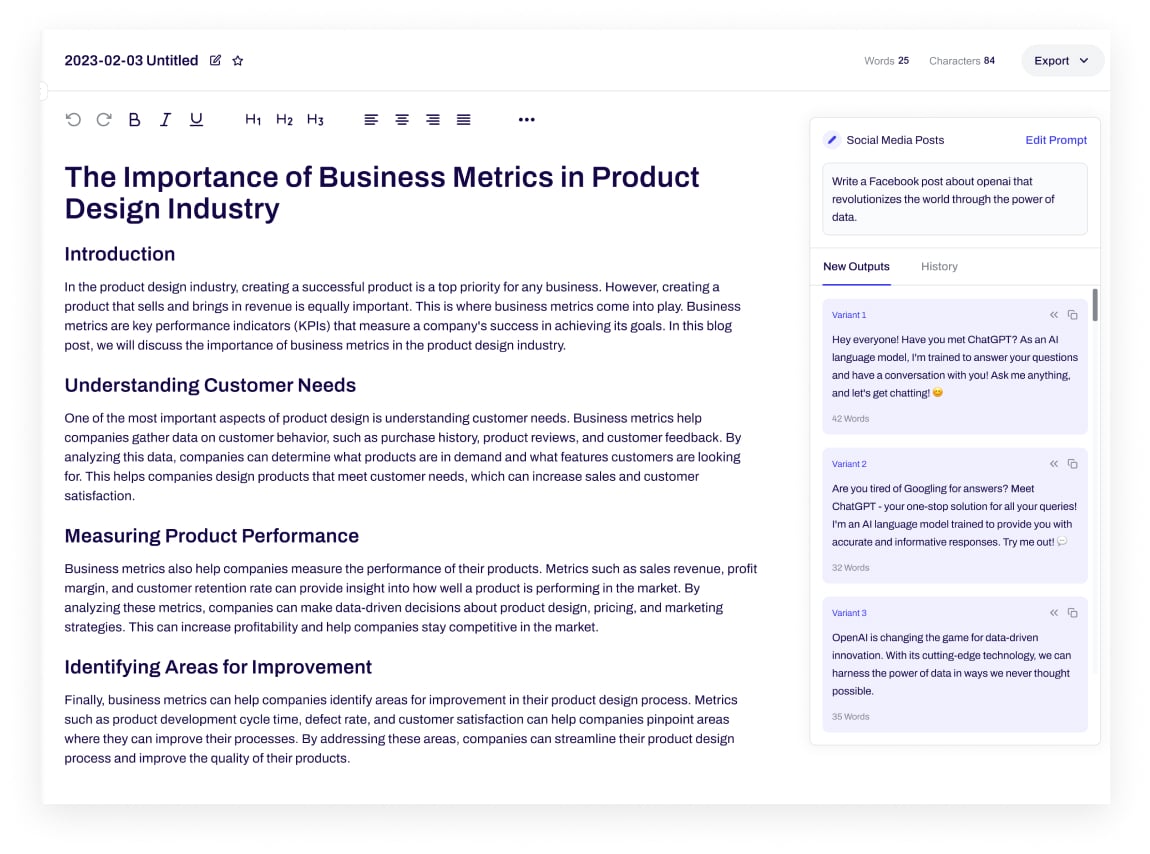 2023-02-03 Untitled
Words 25 Characters 84 Export
B I U H1 H2 H3
The Importance of Business Metrics in Product
Design Industry
Introduction
In the product design industry, creating a successful product is a top priority for any business. However, creating a
product that sells and brings in revenue is equally important. This is where business metrics come into play. Business
metrics are key performance indicators (KPIs) that measure a company's success in achieving its goals. In this blog
post, we will discuss the importance of business metrics in the product design industry.
Understanding Customer Needs
One of the most important aspects of product design is understanding customer needs. Business metrics help
companies gather data on customer behavior, such as purchase history, product reviews, and customer feedback. By
analyzing this data, companies can determine what products are in demand and what features customers are looking
for. This helps companies design products that meet customer needs, which can increase sales and customer
satisfaction.
Measuring Product Performance
Business metrics also help companies measure the performance of their products. Metrics such as sales revenue, profit
margin, and customer retention rate can provide insight into how well a product is performing in the market. By
analyzing these metrics, companies can make data-driven decisions about product design, pricing, and marketing
strategies. This can increase profitability and help companies stay competitive in the market.
Identifying Areas for Improvement
Finally, business metrics can help companies identify areas for improvement in their product design process. Metrics
such as product development cycle time, defect rate, and customer satisfaction can help companies pinpoint areas
where they can improve their processes. By addressing these areas, companies can streamline their product design
process and improve the quality of their products.
Social Media Posts
Edit Prompt
Write a Facebook post about openai that
revolutionizes the world through the power of
data.
New Outputs History
Variant 1
Hey everyone! Have you met ChatGPT? As an AI
language model, I'm trained to answer your questions
and have a conversation with you! Ask me anything,
and let's get chatting! 😊
42 Words
Variant 2
Are you tired of Googling for answers? Meet
ChatGPT - your one-stop solution for all your queries!
I'm an AI language model trained to provide you with
accurate and informative responses. Try me out! 💬
32 Words
Variant 3
OpenAI is changing the game for data-driven
innovation. With its cutting-edge technology, we can
harness the power of data in ways we never thought
possible.
35 Words